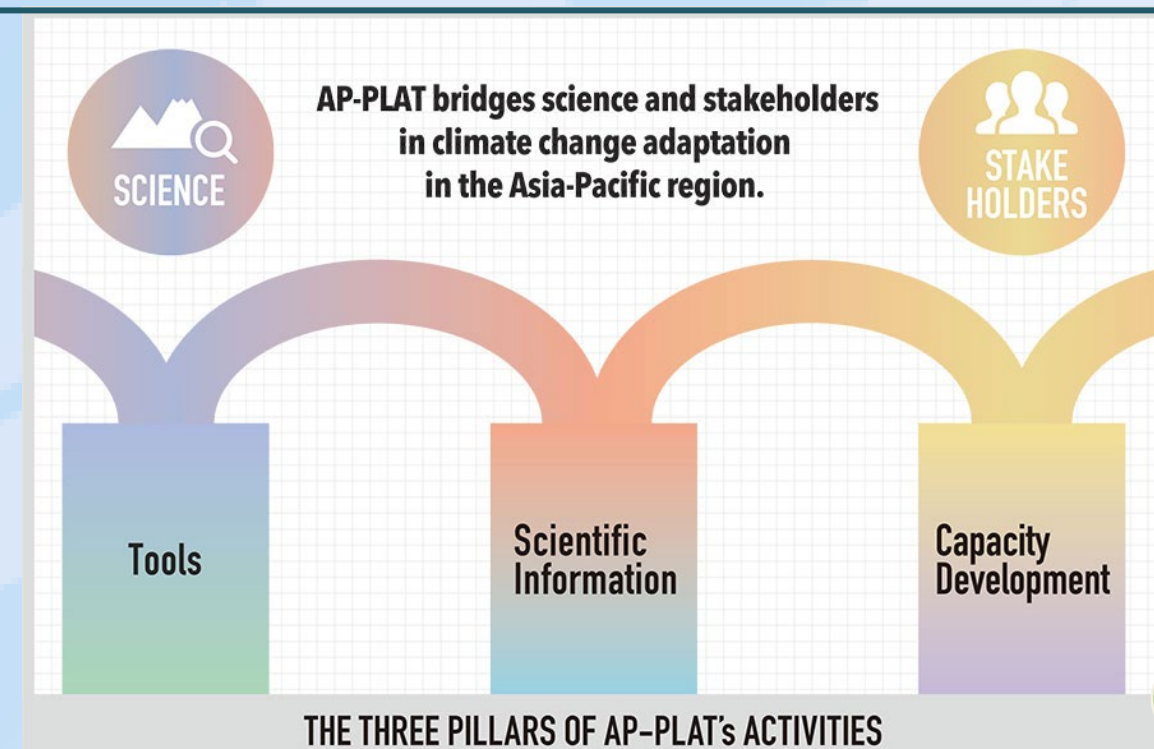 SCIENCE
AP-PLAT bridges science and stakeholders
in climate change adaptation
in the Asia-Pacific region.
STAKE
HOLDERS
Tools
Scientific
Information
Capacity
Development
THE THREE PILLARS OF AP-PLAT's ACTIVITIES